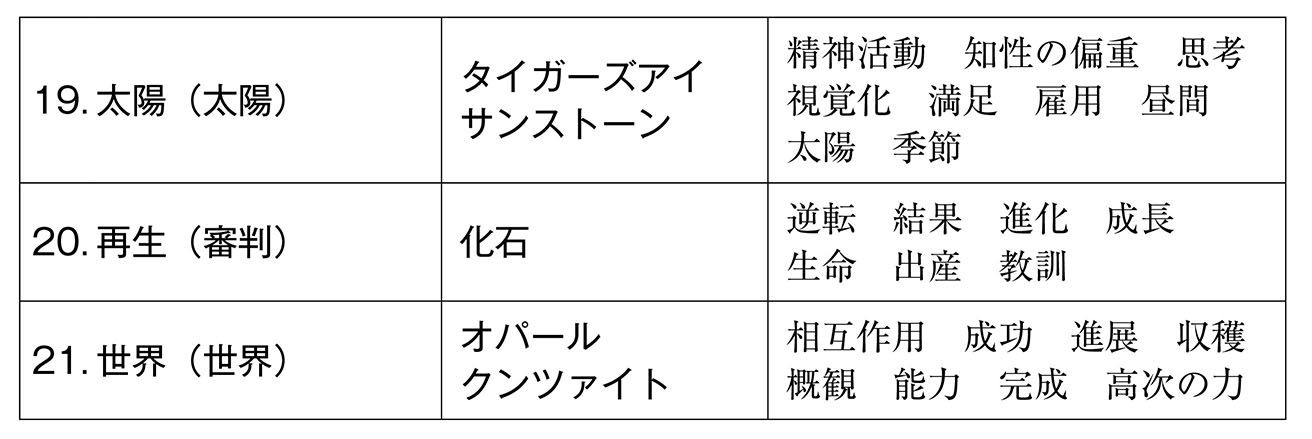 19. 太陽（太陽）
タイガーズアイ
サンストーン
精神活動　知性の偏重　思考
視覚化　満足　雇用　昼間
太陽　季節
20. 再生（審判）
化石
逆転　結果　進化　成長
生命　出産　教訓
21. 世界（世界）
オパール
クンツァイト
相互作用　成功　進展　収穫
概観　能力　完成　高次の力